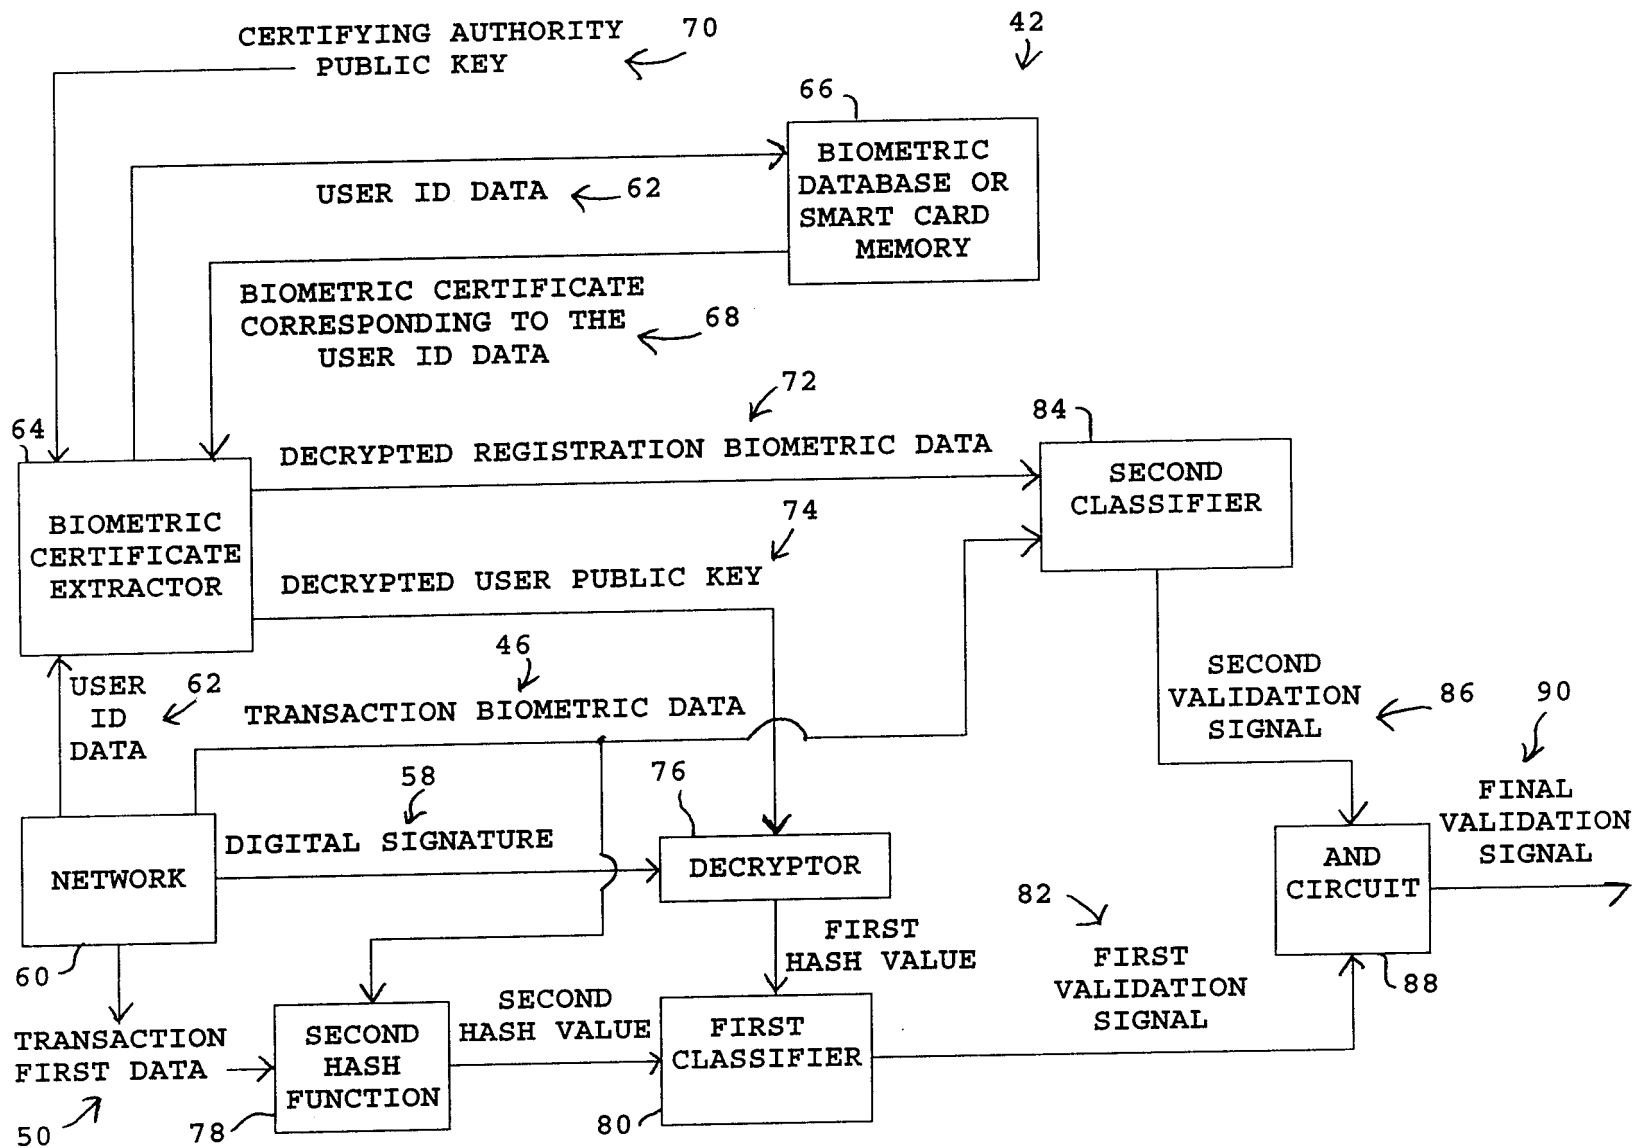 CERTIFYING AUTHORITY
PUBLIC KEY
70
42
66
BIOMETRIC
DATABASE OR
SMART CARD
MEMORY
USER ID DATA
62
BIOMETRIC CERTIFICATE
CORRESPONDING TO THE
USER ID DATA
68
72
84
64
DECRYPTED REGISTRATION BIOMETRIC DATA
SECOND
CLASSIFIER
BIOMETRIC
CERTIFICATE
EXTRACTOR
74
DECRYPTED USER PUBLIC KEY
46
USER
ID
DATA
62
TRANSACTION BIOMETRIC DATA
SECOND
VALIDATION
SIGNAL
86
90
58
76
FINAL
VALIDATION
SIGNAL
DIGITAL SIGNATURE
DECRYPTOR
NETWORK
AND
CIRCUIT
60
82
88
FIRST
HASH VALUE
FIRST
VALIDATION
SIGNAL
SECOND
HASH VALUE
TRANSACTION
FIRST DATA
SECOND
HASH
FUNCTION
FIRST
CLASSIFIER
50
78
80